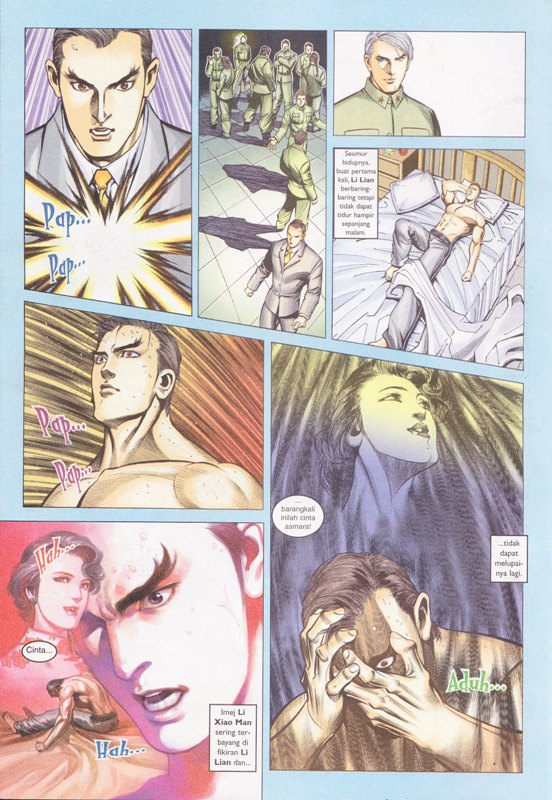 Pap...
Pap...
Seumur
hidupnya,
buat pertama
kali, Li Lian
berbaring-
baring tetapi
tidak dapat
tidur hampir
sepanjang
malam.
Pap...
Pap...
...
barangkali
inilah cinta
asmara!
...tidak
dapat
melupai-
nya lagi.
Aduh...
Hah...
Cinta...
Hah...
Imej Li
Xiao Man
sering ter-
bayang di
fikiran Li
Lian dan...